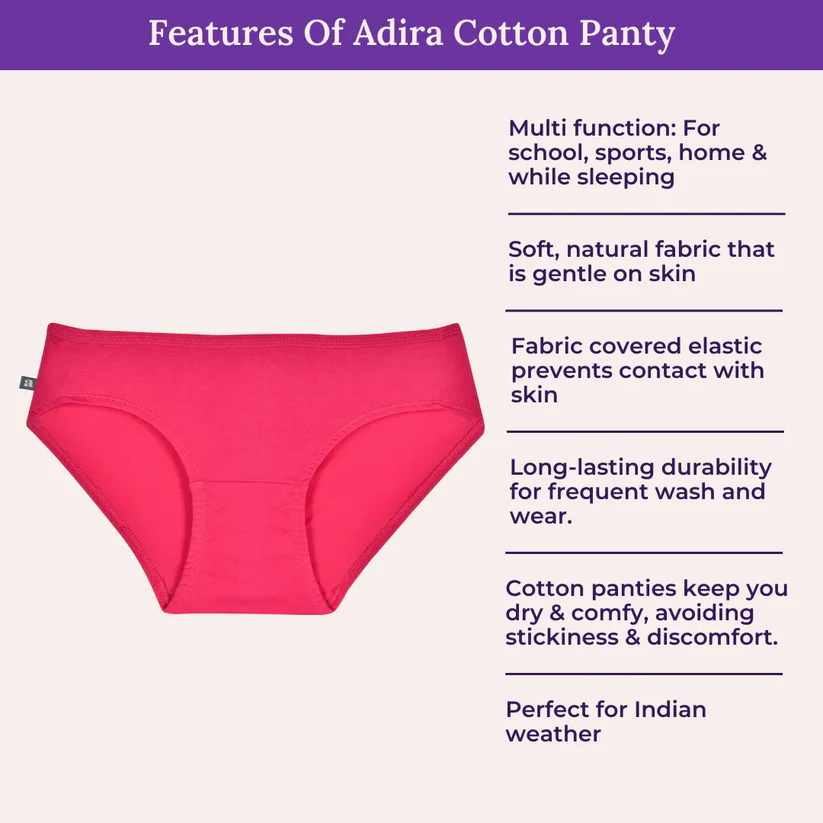 Features Of Adira Cotton Panty
Multi function: For
school, sports, home &
while sleeping
Soft, natural fabric that
is gentle on skin
Fabric covered elastic
prevents contact with
skin
Long-lasting durability
for frequent wash and
wear.
Cotton panties keep you
dry & comfy, avoiding
stickiness & discomfort.
Perfect for Indian
weather